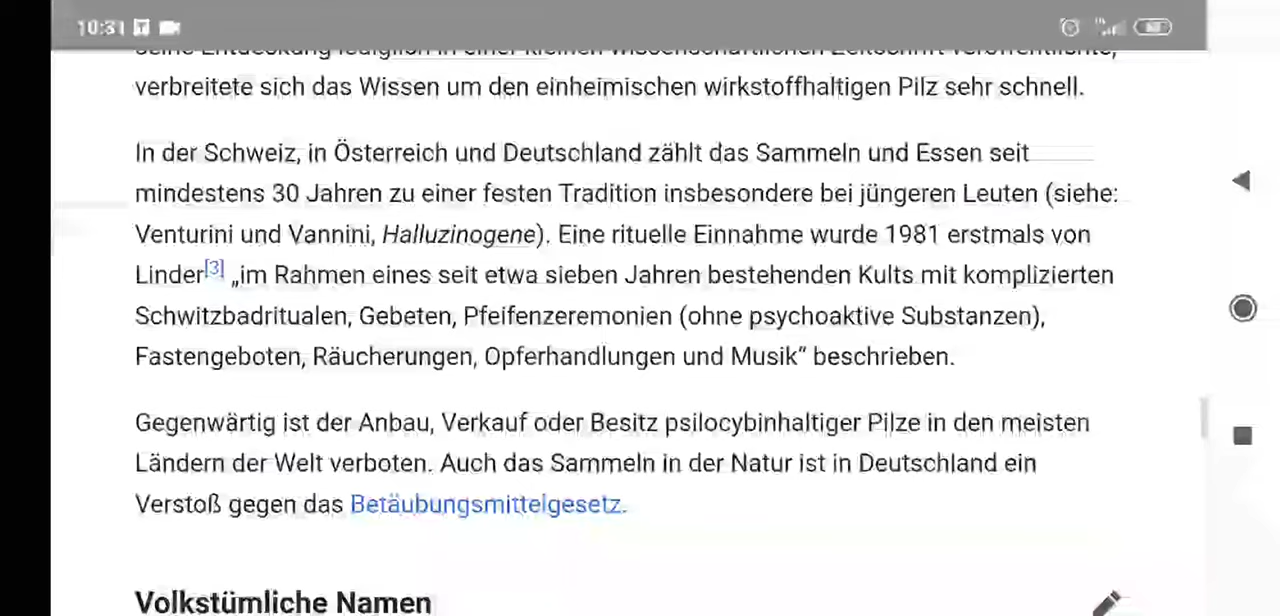 10:31
verbreitete sich das Wissen um den einheimischen wirkstoffhaltigen Pilz sehr schnell.
In der Schweiz, in Österreich und Deutschland zählt das Sammeln und Essen seit
mindestens 30 Jahren zu einer festen Tradition insbesondere bei jüngeren Leuten (siehe:
Venturini und Vannini, Halluzinogene). Eine rituelle Einnahme wurde 1981 erstmals von
Linder[3] „im Rahmen eines seit etwa sieben Jahren bestehenden Kults mit komplizierten
Schwitzbadritualen, Gebeten, Pfeifenzeremonien (ohne psychoaktive Substanzen),
Fastengeboten, Räucherungen, Opferhandlungen und Musik“ beschrieben.
Gegenwärtig ist der Anbau, Verkauf oder Besitz psilocybinhaltiger Pilze in den meisten
Ländern der Welt verboten. Auch das Sammeln in der Natur ist in Deutschland ein
Verstoß gegen das Betäubungsmittelgesetz.
Volkstümliche Namen